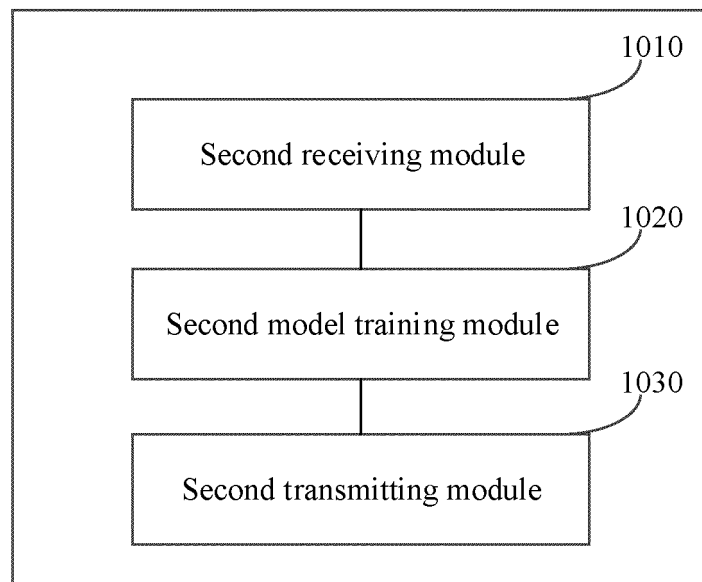 1010
Second receiving module
1020
Second model training module
1030
Second transmitting module